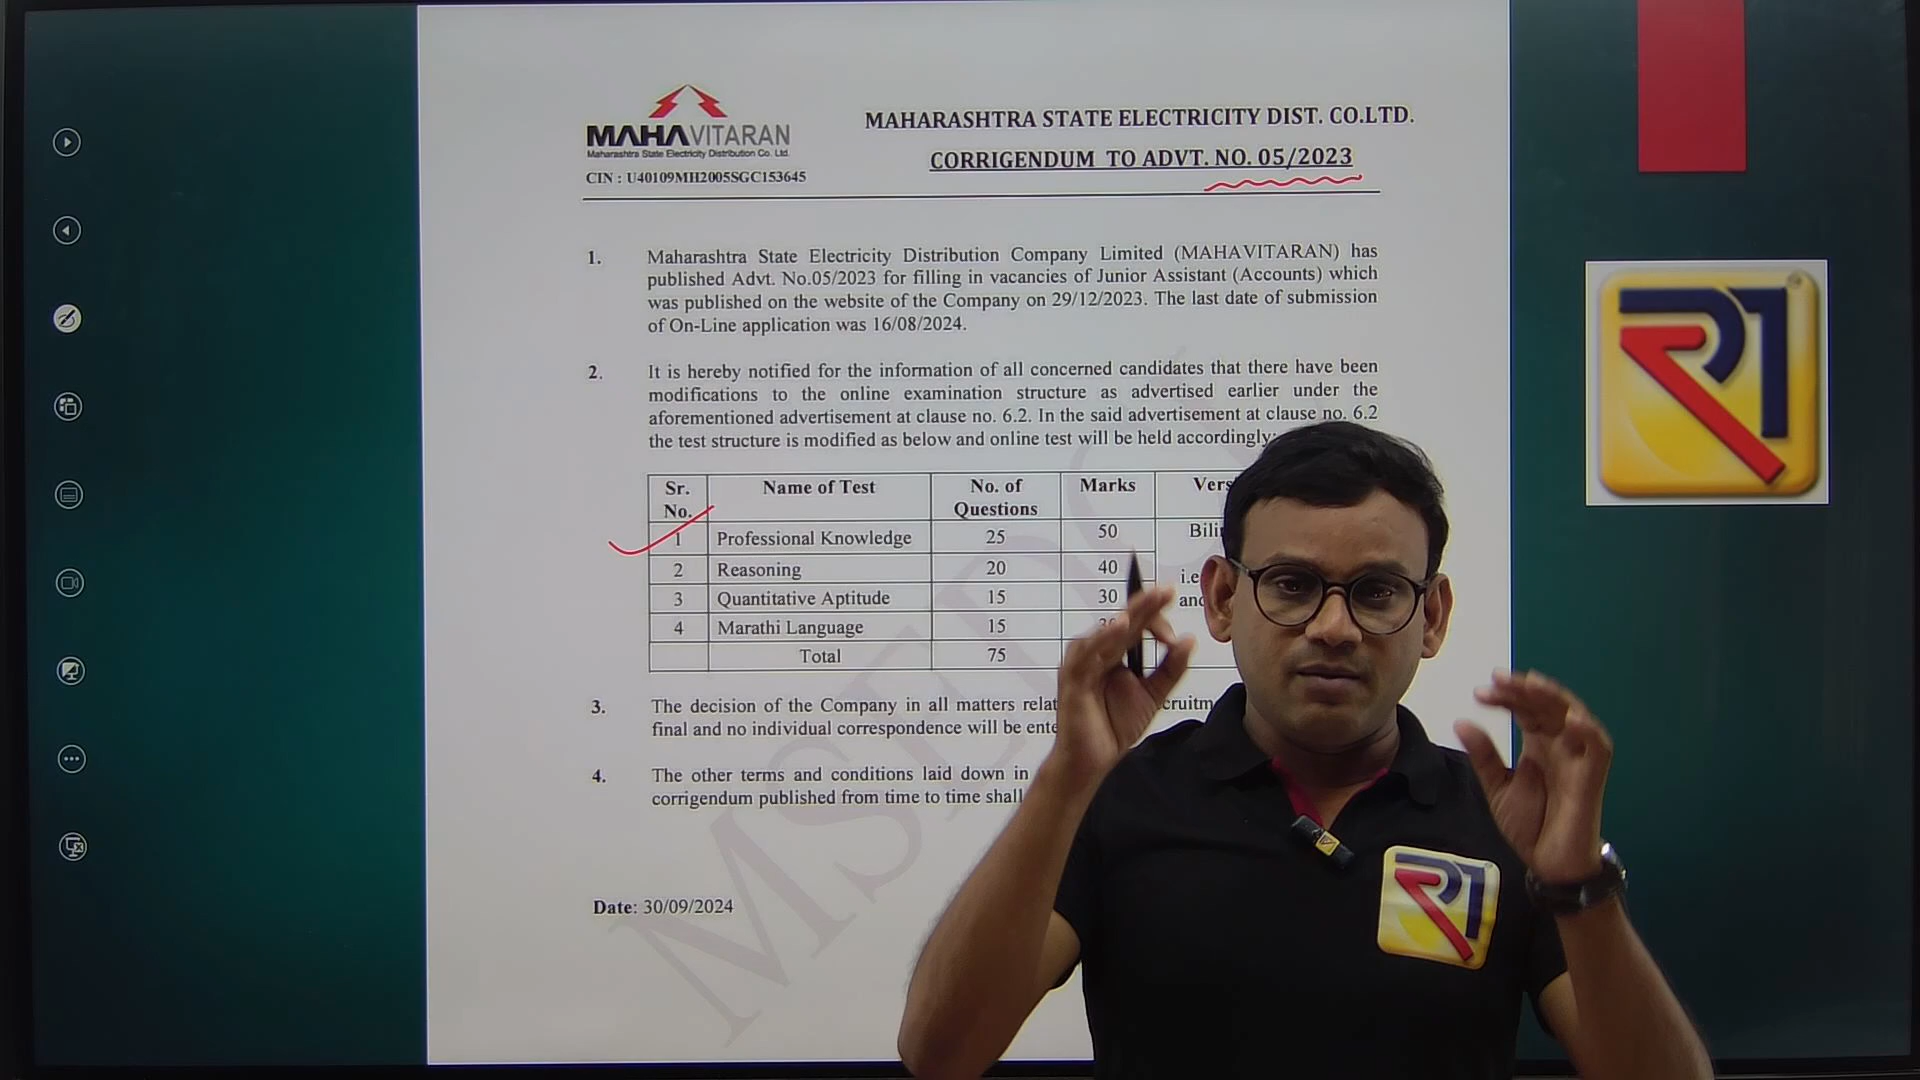 MAHAVITARAN
Maharashtra State Electricity Distribution Co. Ltd.
CIN : U40109MH2005SGC153645
MAHARASHTRA STATE ELECTRICITY DIST. CO.LTD.
CORRIGENDUM TO ADVT. NO. 05/2023
1. Maharashtra State Electricity Distribution Company Limited (MAHAVITARAN) has
published Advt. No.05/2023 for filling in vacancies of Junior Assistant (Accounts) which
was published on the website of the Company on 29/12/2023. The last date of submission
of On-Line application was 16/08/2024.
2. It is hereby notified for the information of all concerned candidates that there have been
modifications to the online examination structure as advertised earlier under the
aforementioned advertisement at clause no. 6.2. In the said advertisement at clause no. 6.2
the test structure is modified as below and online test will be held accordingly:
Sr. No. Name of Test No. of Questions Marks
1 Professional Knowledge 25 50
2 Reasoning 20 40
i.e
3 Quantitative Aptitude 15 30
4 Marathi Language 15
Total 75
3. The decision of the Company in all matters
final and no individual correspondence will be
4. The other terms and conditions laid down in
corrigendum published from time to time shall
Date: 30/09/2024
R1
R1